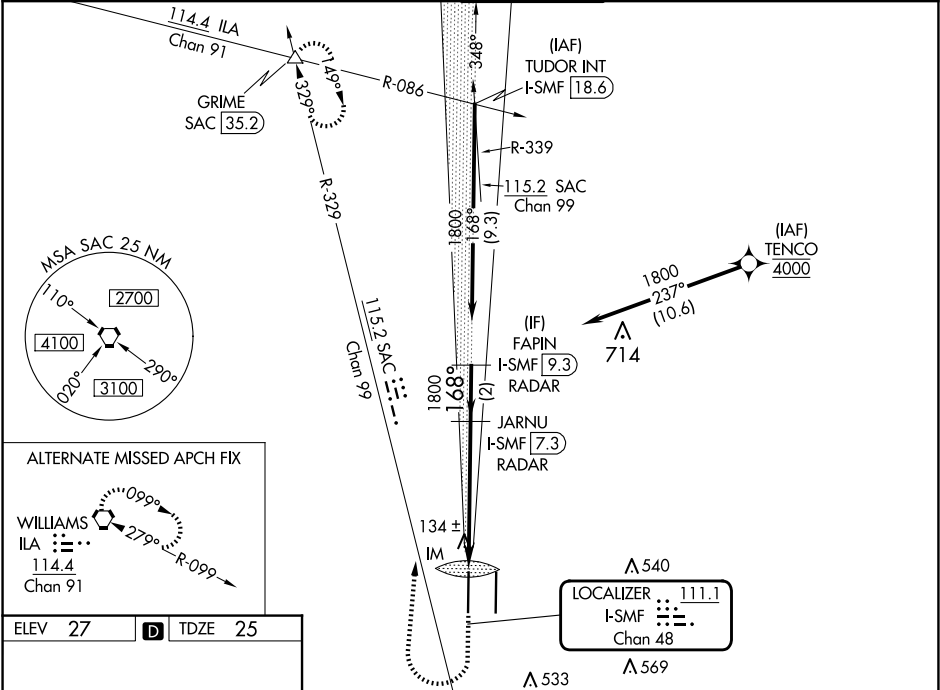 114.4 ILA
Chan 91
GRIME
SAC 35.2
149°
329°
R-086
348°
(IAF)
TUDOR INT
I-SMF 18.6
R-339
115.2 SAC
Chan 99
R-329
1800
168°
(9.3)
(IAF)
TENCO
4000
1800
237°
(10.6)
714
MSA SAC 25 NM
110°
2700
4100
020°
3100
290°
115.2 SAC
Chan 99
(IF)
FAPIN
I-SMF 9.3
RADAR
1800
168°
(2)
JARNU
I-SMF 7.3
RADAR
ALTERNATE MISSED APCH FIX
WILLIAMS
ILA
114.4
Chan 91
099°
279°
R-099
134 ±
IM
540
LOCALIZER 111.1
I-SMF
Chan 48
569
533
ELEV 27 D TDZE 25